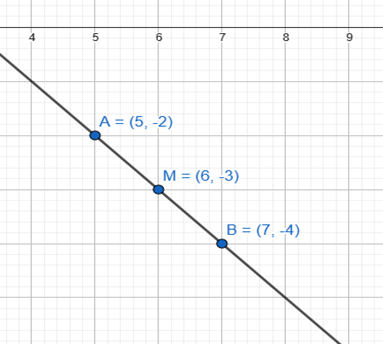 4 5 6 7 8 9
A = (5, -2)
M = (6, -3)
B = (7, -4)